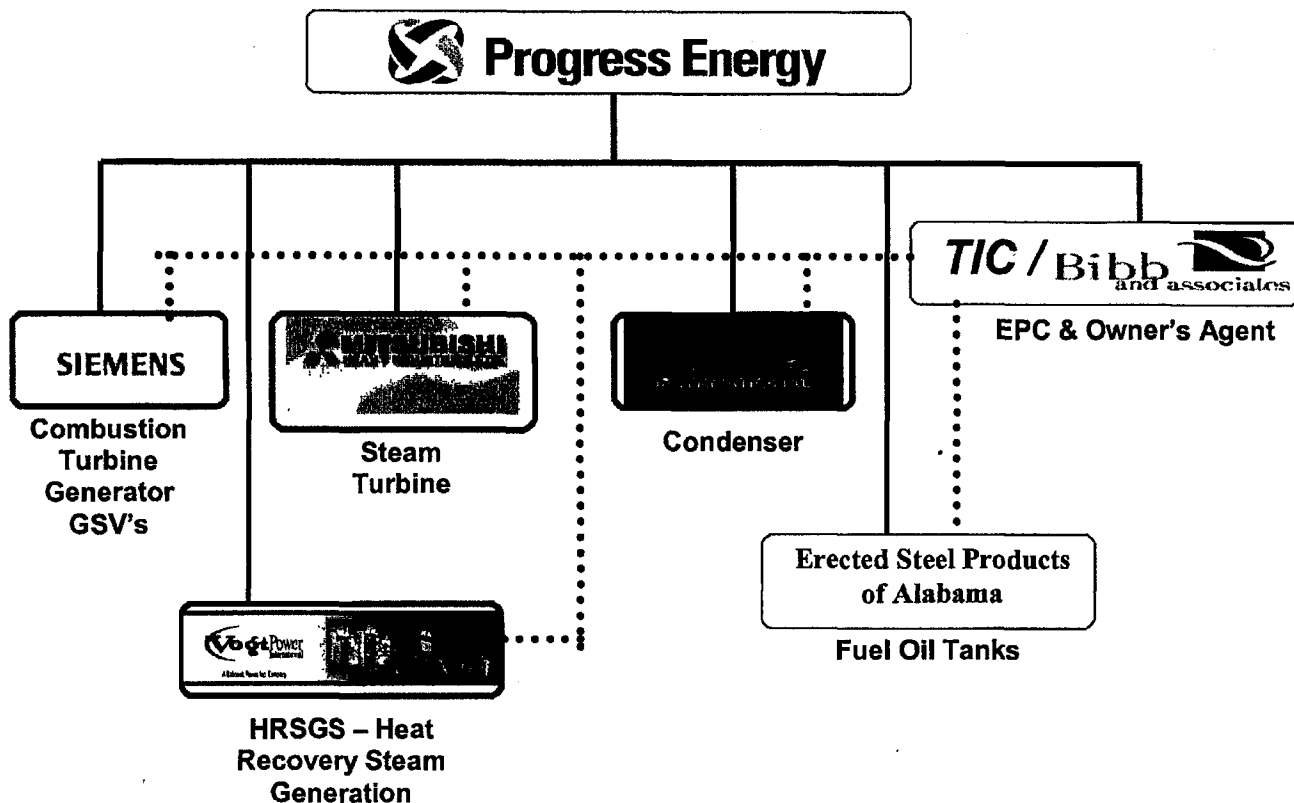 Progress Energy
TIC / Bibb
and associates
EPC & Owner's Agent
SIEMENS
Combustion
Turbine
Generator
GSV's
MITSUBISHI
Steam
Turbine
Condenser
Erected Steel Products
of Alabama
Fuel Oil Tanks
Vogt Power
International
HRSGS – Heat
Recovery Steam
Generation